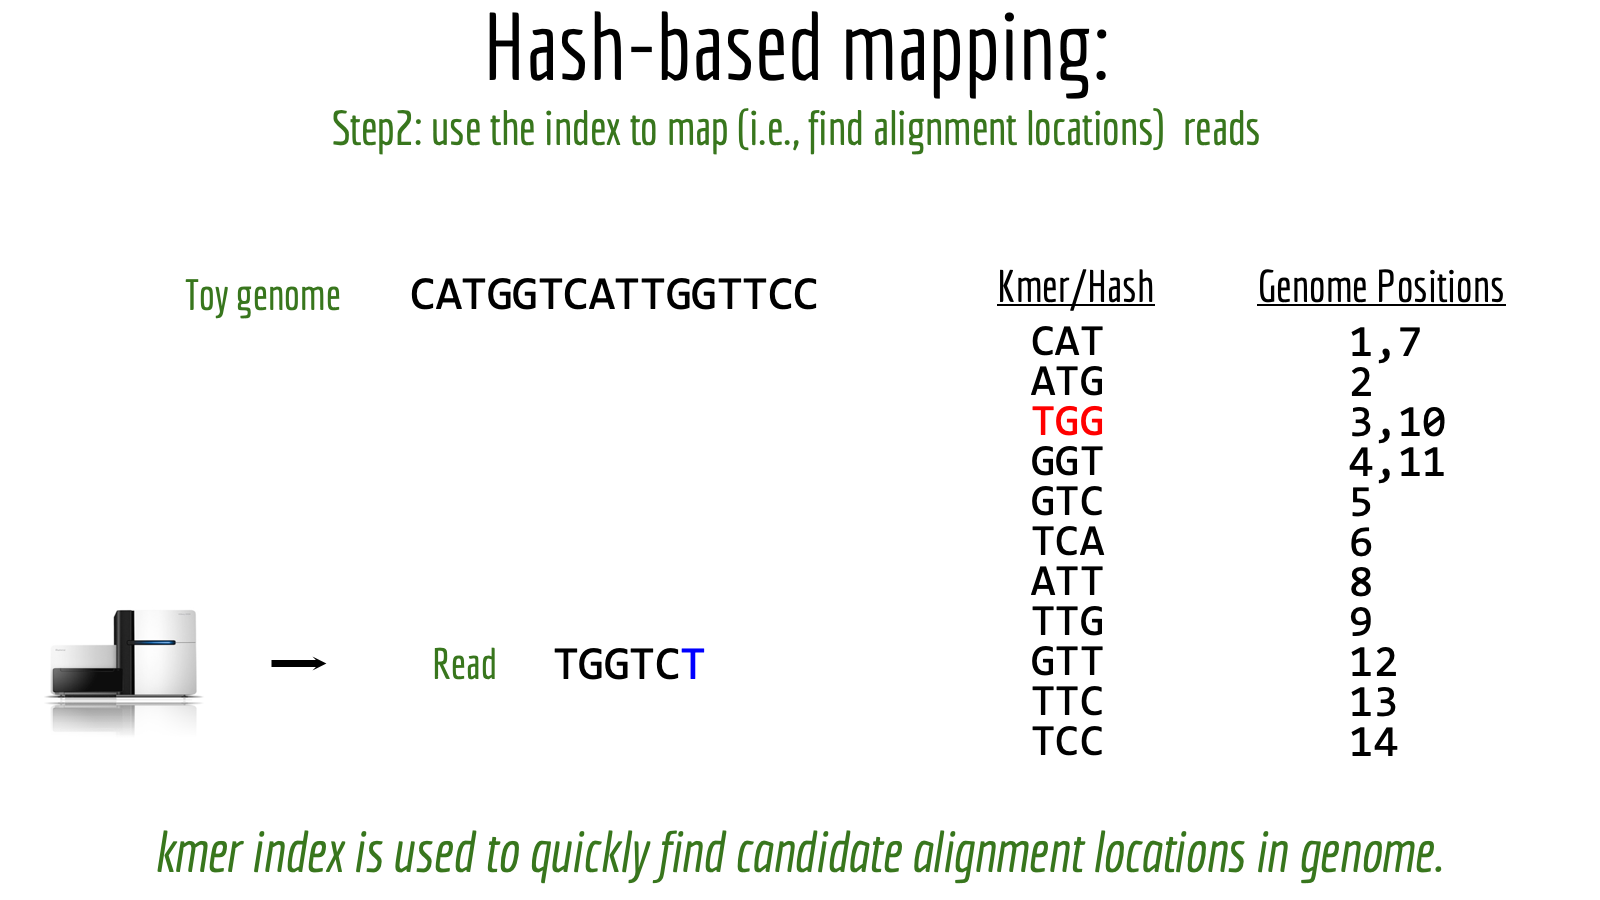 Hash-based mapping:
Step2: use the index to map (i.e., find alignment locations) reads
Toy genome CATGGTCATTGGTTCC
Kmer/Hash Genome Positions
CAT 1,7
ATG 2
TGG 3,10
GGT 4,11
GTC 5
TCA 6
ATT 8
TTG 9
GTT 12
TTC 13
TCC 14
Read TGGTCT
kmer index is used to quickly find candidate alignment locations in genome.